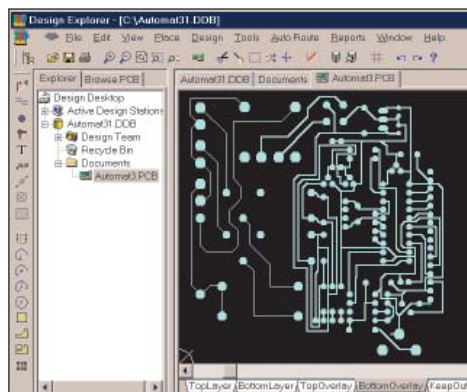 Design Explorer - [C:\Automat31.DDB]
File Edit View Place Design Tools Auto Route Reports Window Help
Explorer Browse PCB Automat31.DDB Documents Automat3.PCB
Design Desktop
Active Design Stations
Automat31.DDB
Design Team
Recycle Bin
Documents
Automat3.PCB
T
TopLayer BottomLayer TopOverlay BottomOverlay KeepOut